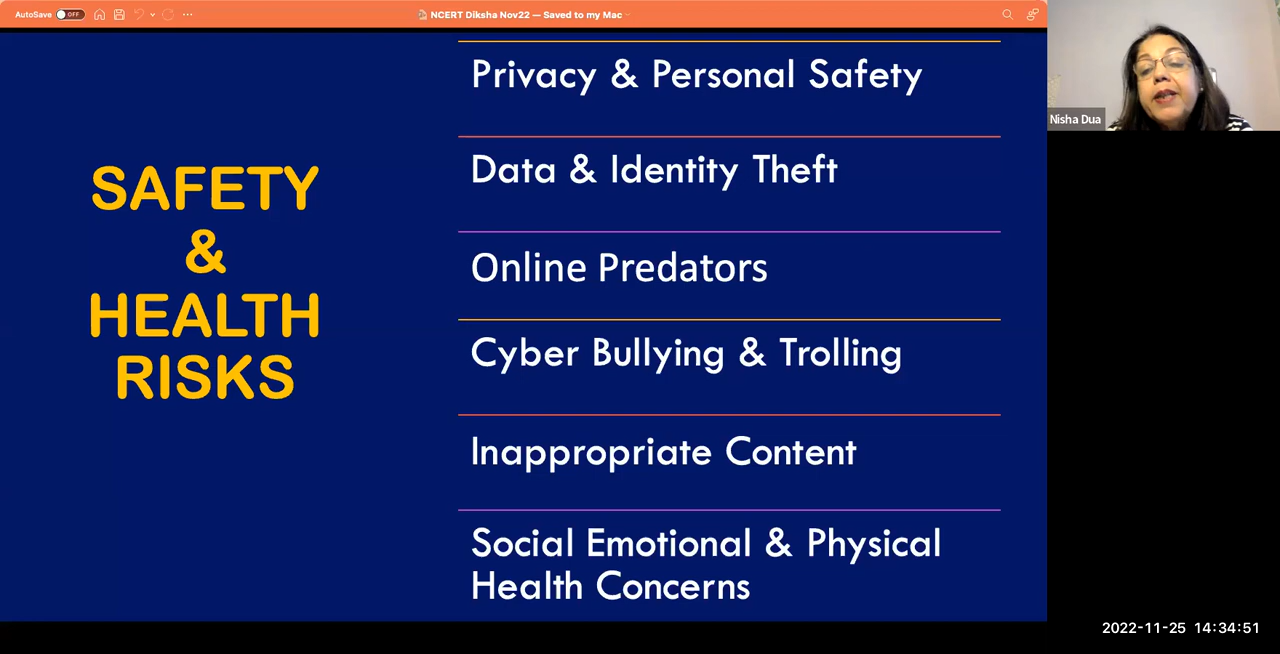 AutoSave OFF
NCERT Diksha Nov22 — Saved to my Mac
SAFETY
&
HEALTH
RISKS
Privacy & Personal Safety
Data & Identity Theft
Online Predators
Cyber Bullying & Trolling
Inappropriate Content
Social Emotional & Physical
Health Concerns
Nisha Dua
2022-11-25 14:34:51